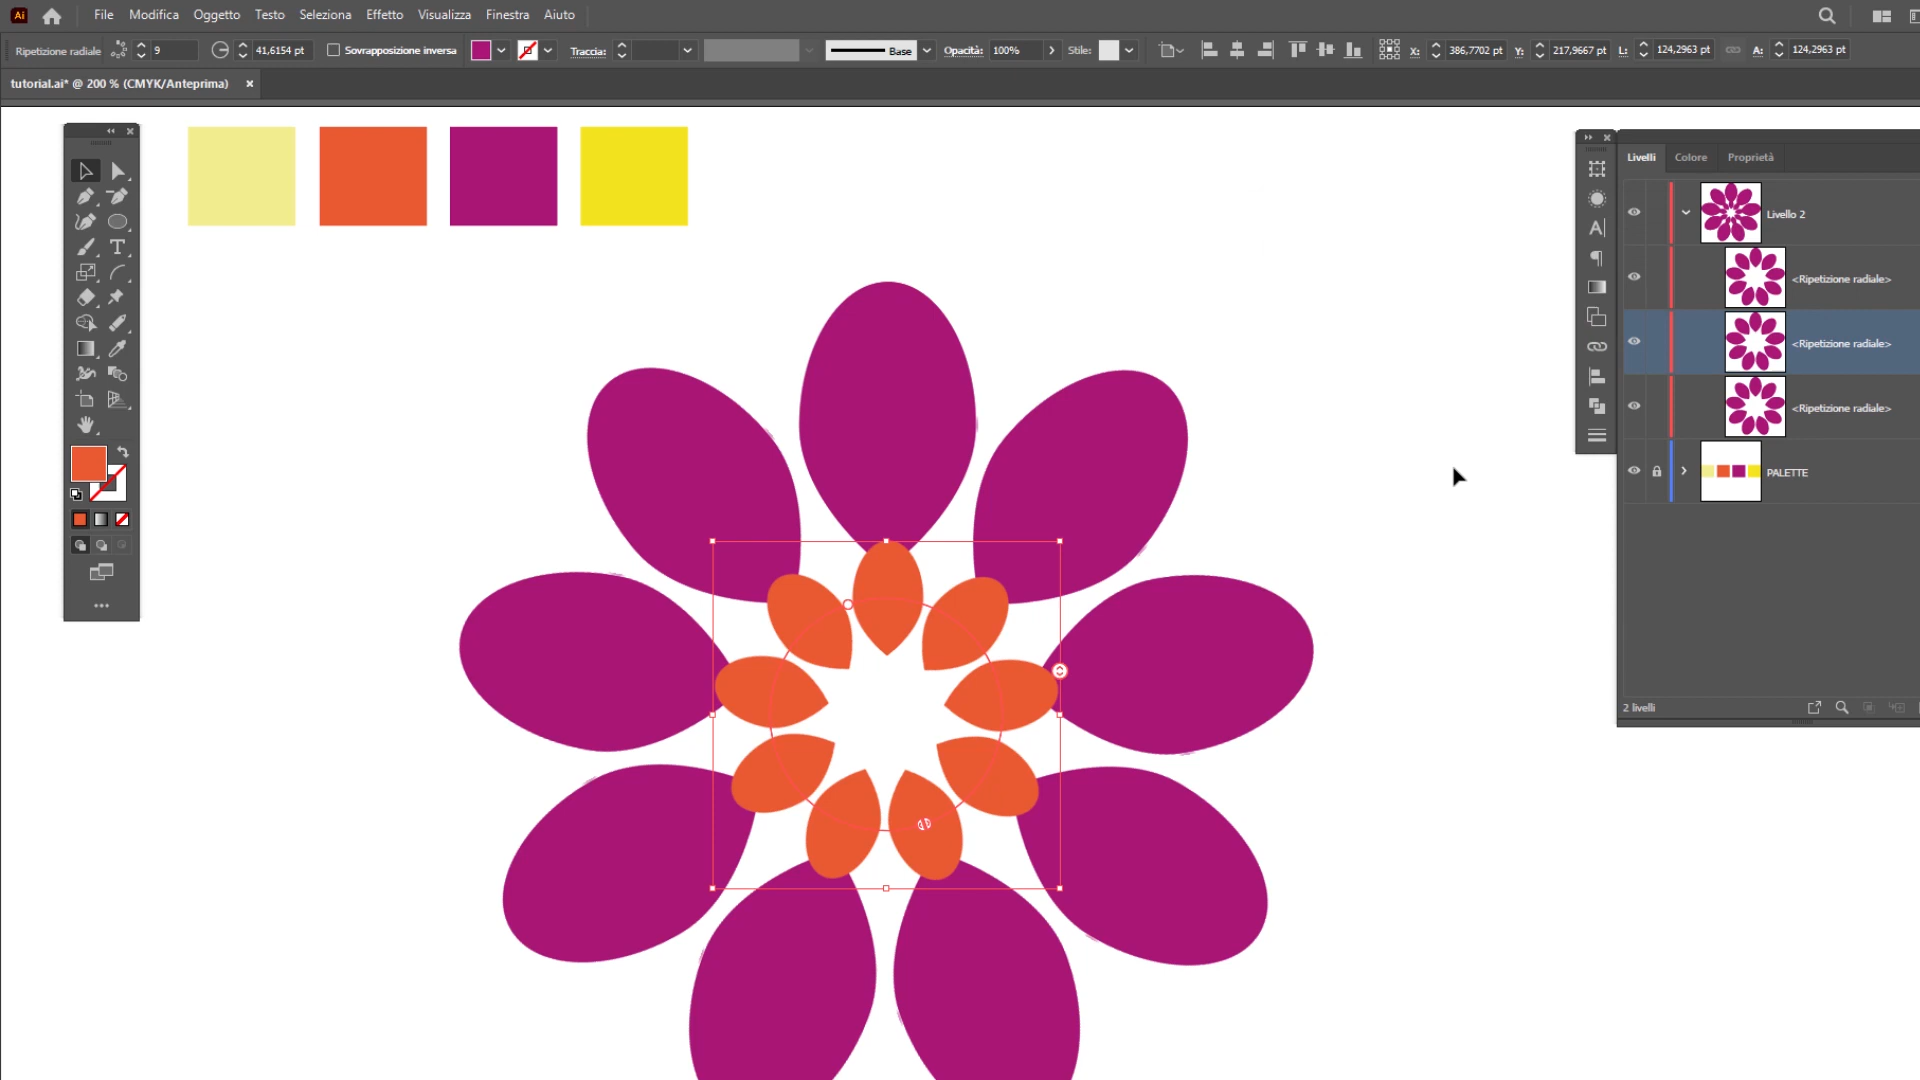 Ai File Modifica Oggetto Testo Seleziona Effetto Visualizza Finestra Aiuto
Ripetizione radiale 9 41,6154 pt Sovrapposizione inversa Traccia: Base Opacità: 100% Stile: X: 386,7702 pt Y: 217,9667 pt L: 124,2963 pt A: 124,2963 pt
tutorial.ai* @ 200 % (CMYK/Anteprima)
Livelli Colore Proprietà
Livello 2
<Ripetizione radiale>
<Ripetizione radiale>
<Ripetizione radiale>
PALETTE
2 livelli